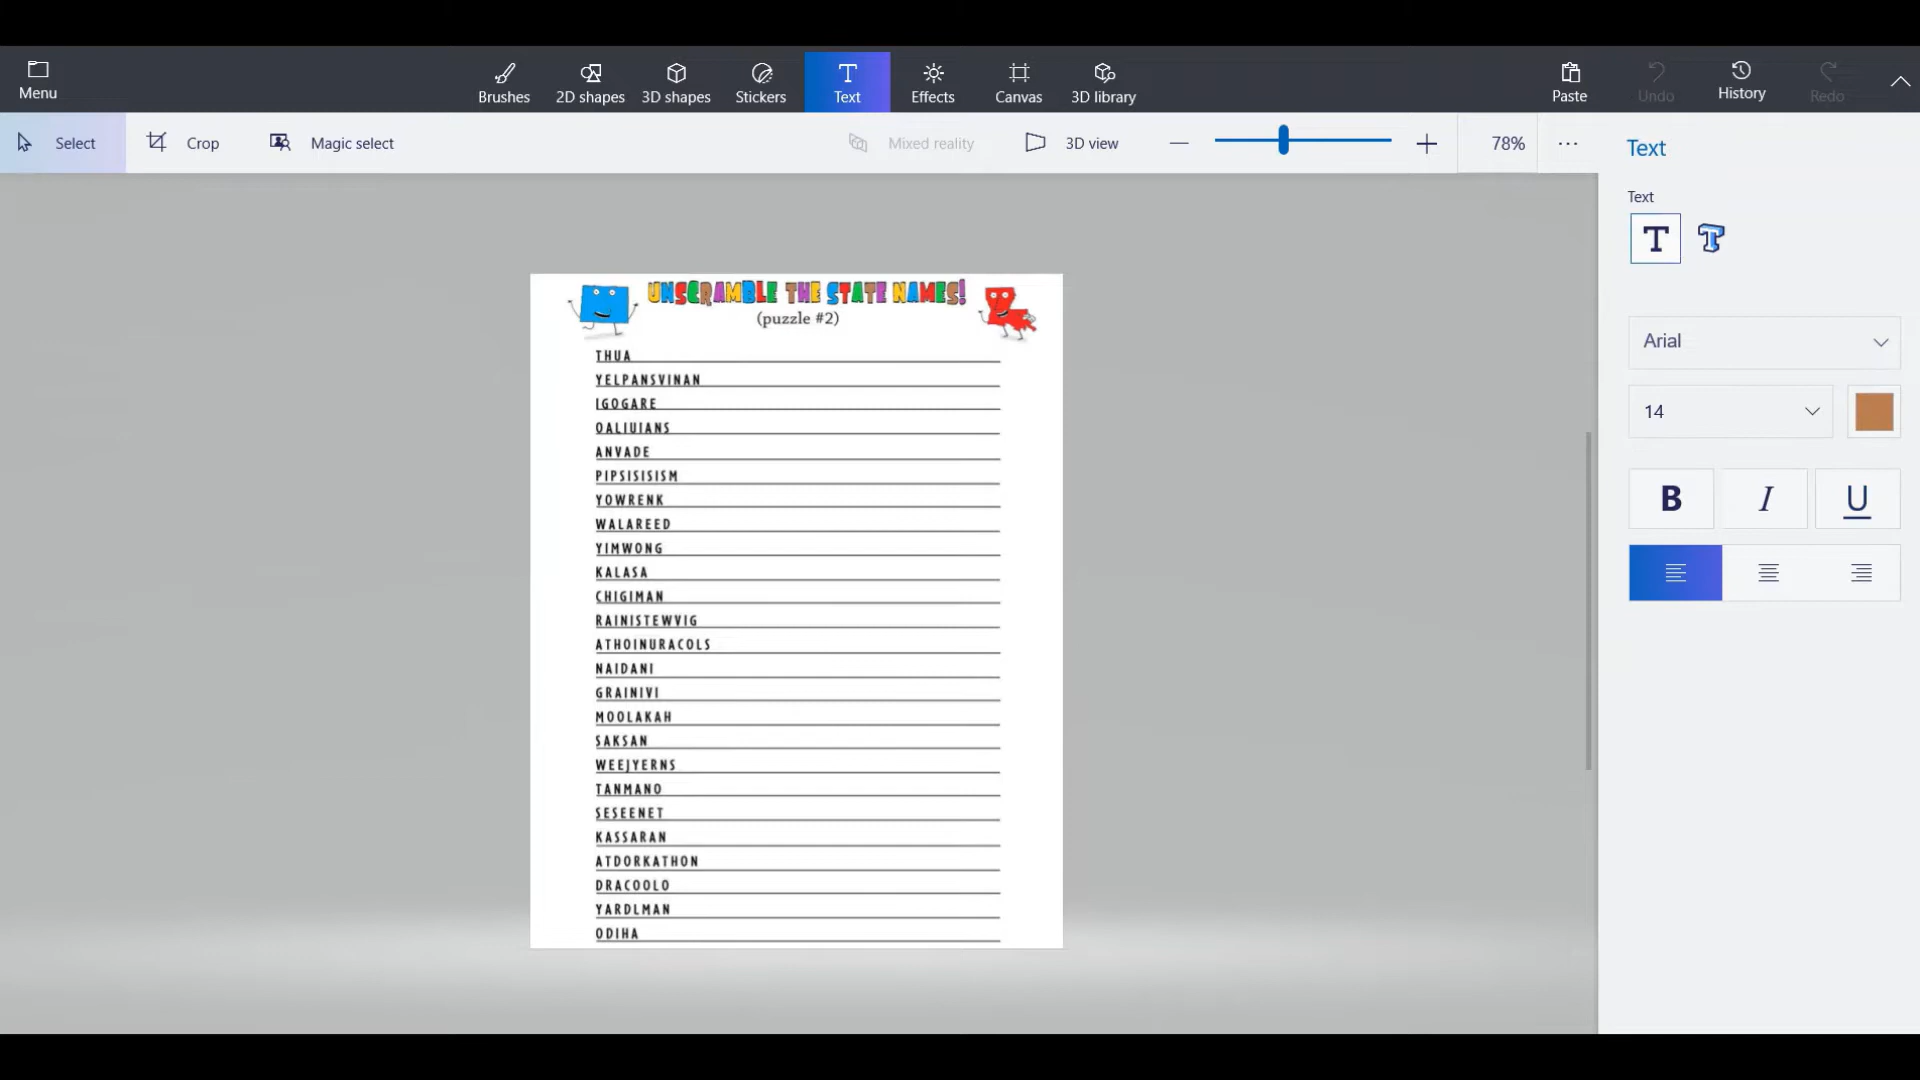 Menu
Brushes
2D shapes
3D shapes
Stickers
Text
Effects
Canvas
3D library
Paste
Undo
History
Redo
Select
Crop
Magic select
Mixed reality
3D view
78%
Text
Text
Arial
14
B
I
U
UNSCRAMBLE THE STATE NAMES!
(puzzle #2)
THUA
YELPANSVINAN
IGOGARE
OALIUIANS
ANVADE
PIPSISISISM
YOWRENK
WALAREED
YIMWONG
KALASA
CHIGIMAN
RAINISTEWVIG
ATHOINURACOLS
NAIDANI
GRAINIVI
MOOLAKAH
SAKSAN
WEEJYERNS
TANMANO
SESEENET
KASSARAN
ATDORKATHON
DRACOOLO
YARDLMAN
ODIHA